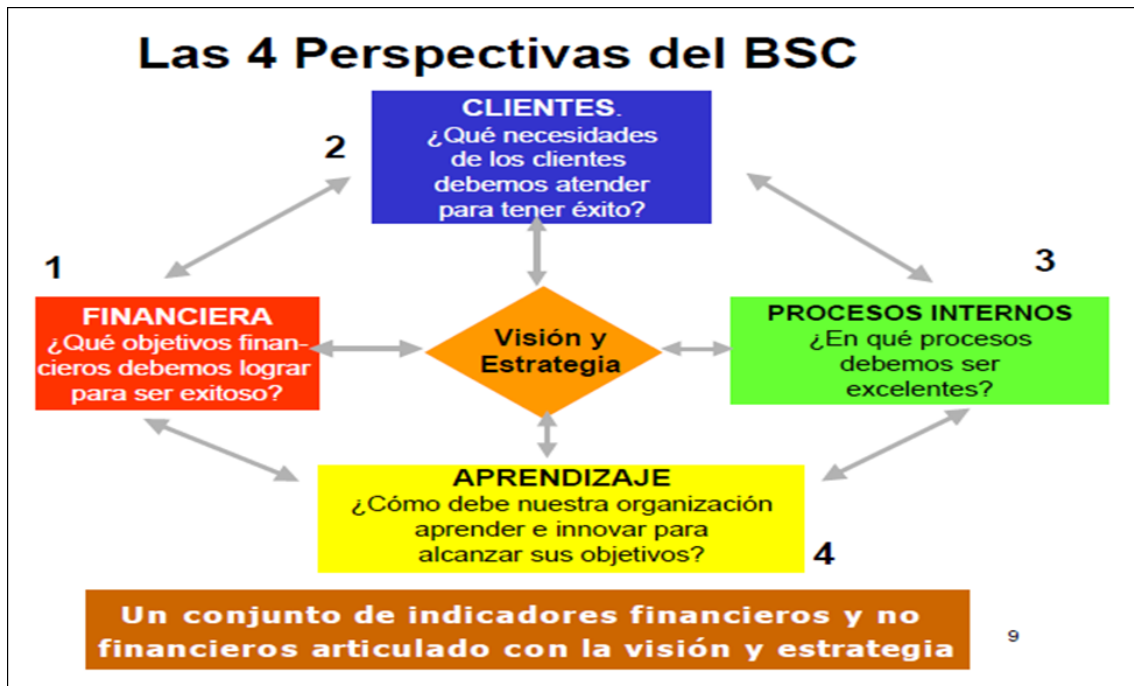 Las 4 Perspectivas del BSC
2
CLIENTES.
¿Qué necesidades
de los clientes
debemos atender
para tener éxito?
1
FINANCIERA
¿Qué objetivos finan-
cieros debemos lograr
para ser exitoso?
Visión y
Estrategia
3
PROCESOS INTERNOS
¿En qué procesos
debemos ser
excelentes?
APRENDIZAJE
¿Cómo debe nuestra organización
aprender e innovar para
alcanzar sus objetivos?
4
Un conjunto de indicadores financieros y no
financieros articulado con la visión y estrategia
9